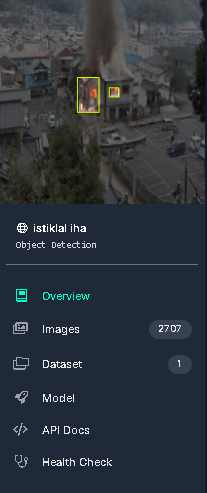 istiklal iha
Object Detection
Overview
Images 2707
Dataset 1
Model
API Docs
Health Check